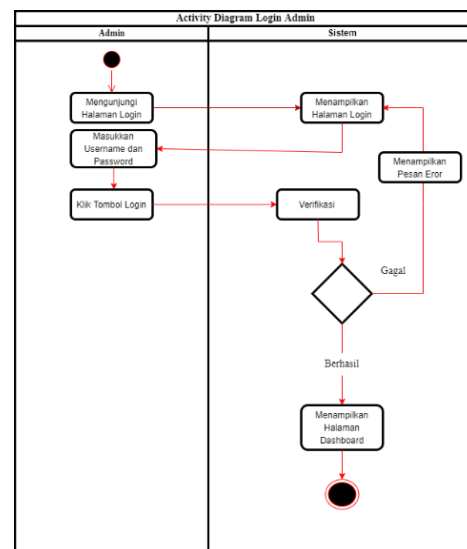 Activity Diagram Login Admin
Admin
Sistem
Mengunjungi
Halaman Login
Menampilkan
Halaman Login
Masukkan
Username dan
Password
Menampilkan
Pesan Eror
Klik Tombol Login
Verifikasi
Gagal
Berhasil
Menampilkan
Halaman
Dashboard